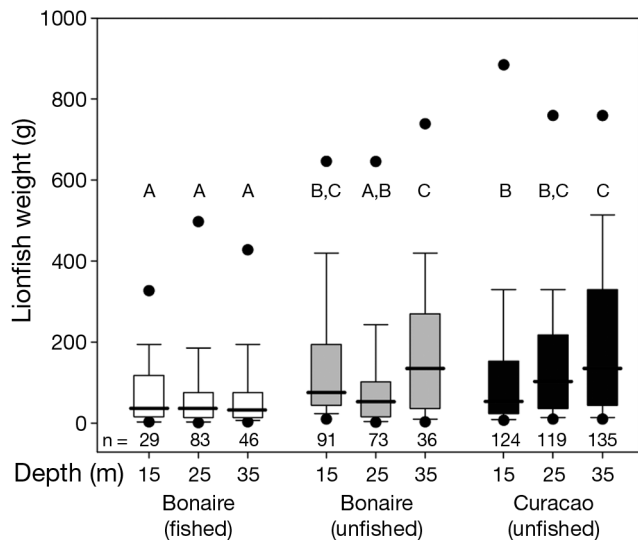 1000
800
600
400
200
0
Lionfish weight (g)
A A A B,C A,B C B B,C C
n = 29 83 46 91 73 36 124 119 135
Depth (m) 15 25 35 15 25 35 15 25 35
Bonaire Bonaire Curacao
(fished) (unfished) (unfished)